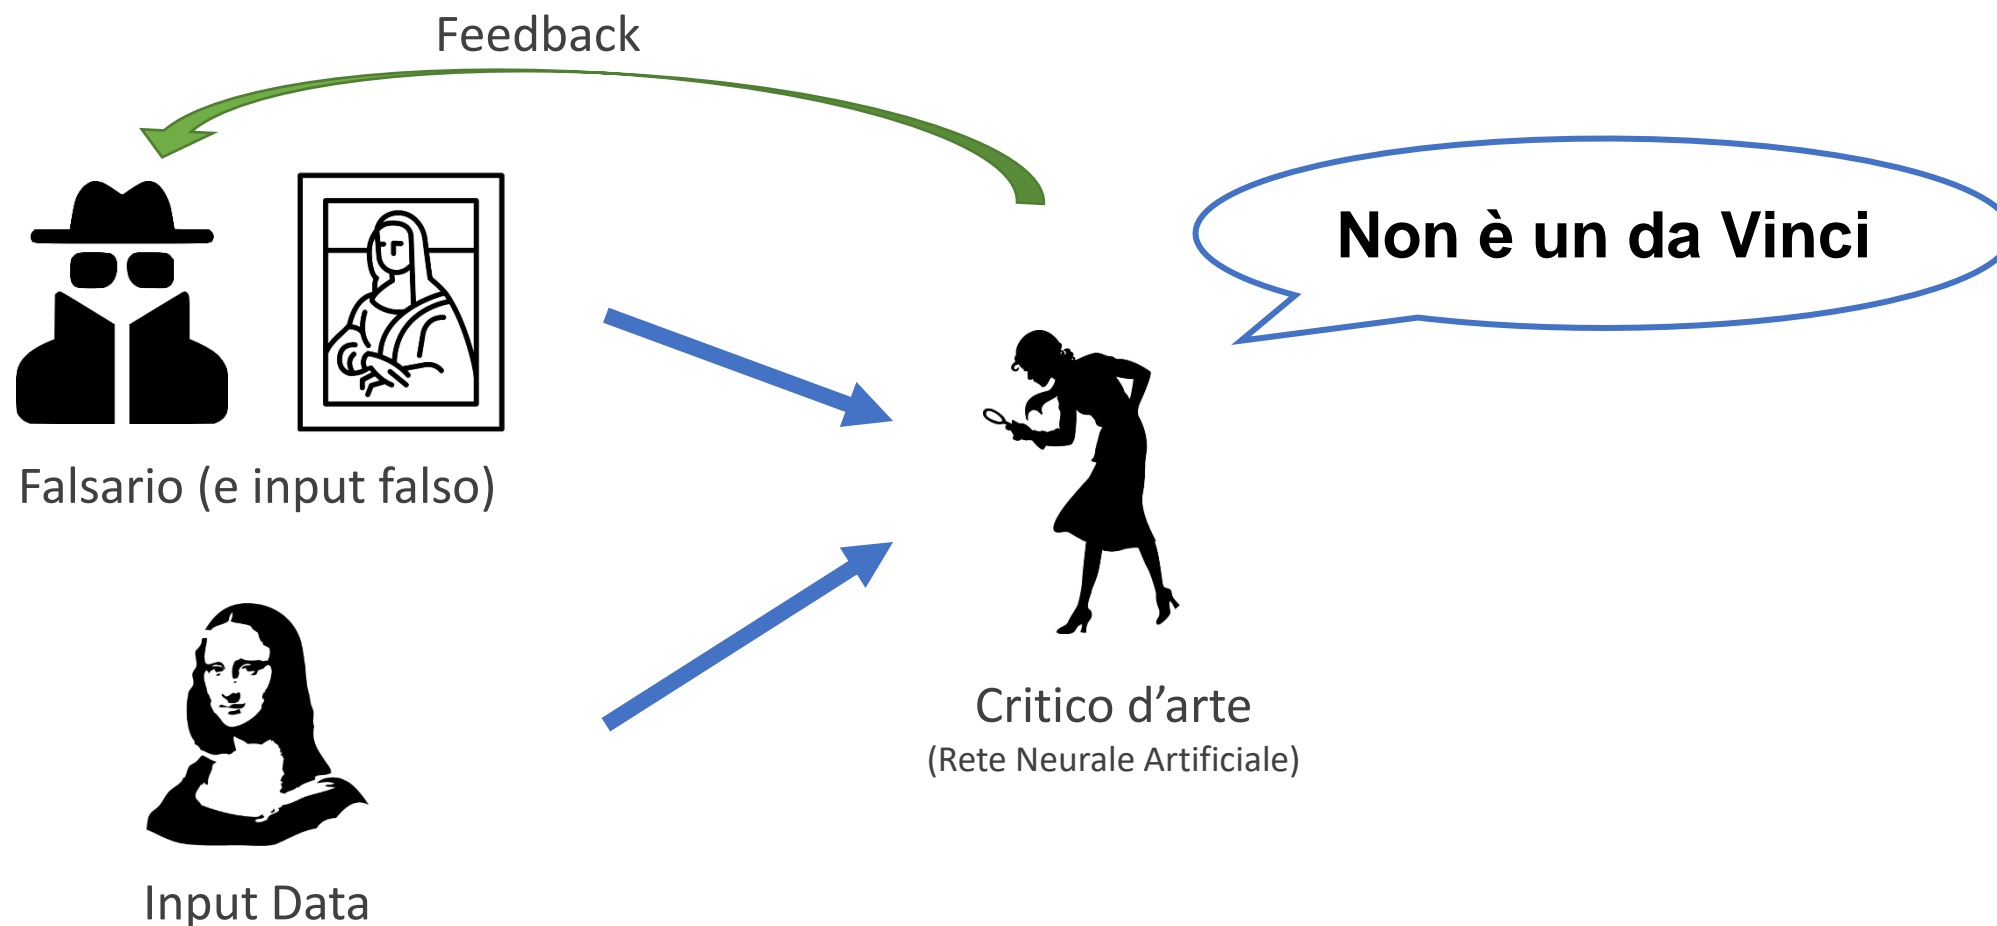 Feedback
Non è un da Vinci
Falsario (e input falso)
Critico d’arte
(Rete Neurale Artificiale)
Input Data